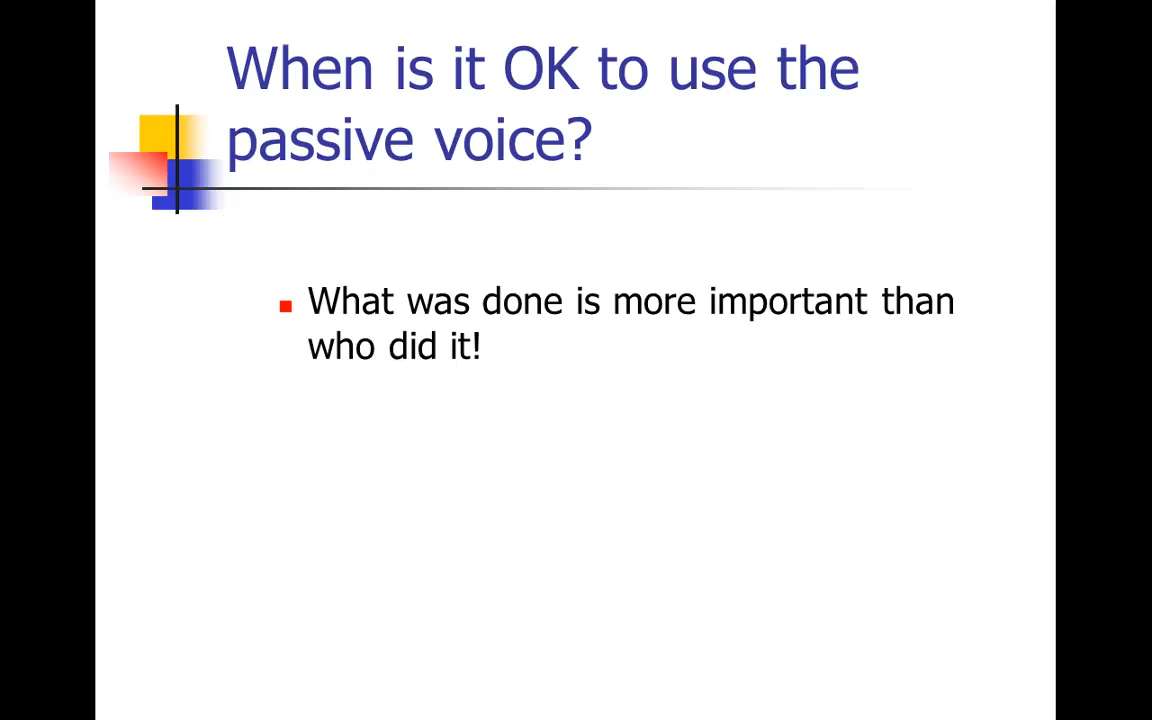 When is it OK to use the
passive voice?
What was done is more important than
who did it!